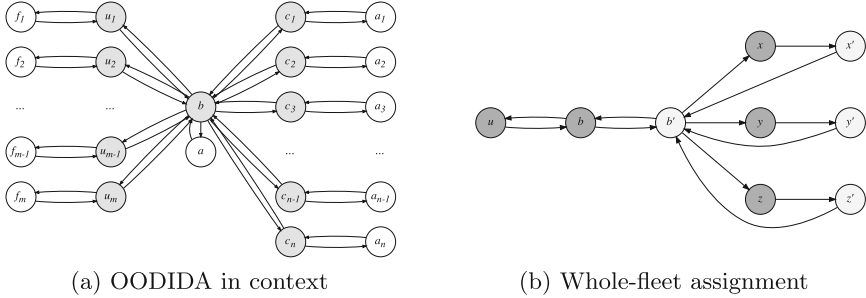 f1 u1 c1 a1
f2 u2 c2 a2
... ... b c3 a3
fm-1 um-1 a ... ...
fm um cn-1 an-1
cn an
(a) OODIDA in context
x x'
u b b' y y'
z z'
(b) Whole-fleet assignment